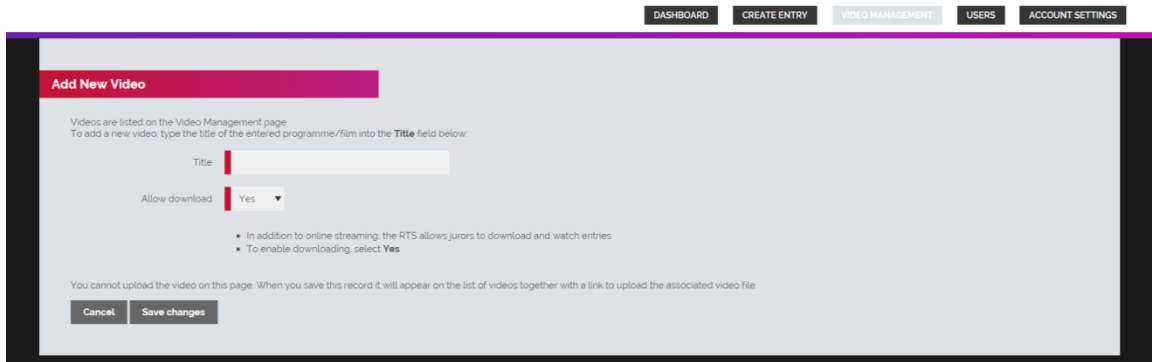 DASHBOARD CREATE ENTRY VIDEO MANAGEMENT USERS ACCOUNT SETTINGS
Add New Video
Videos are listed on the Video Management page.
To add a new video, type the title of the entered programme/film into the Title field below:
Title
Allow download Yes
In addition to online streaming, the RTS allows jurors to download and watch entries
To enable downloading, select Yes
You cannot upload the video on this page. When you save this record it will appear on the list of videos together with a link to upload the associated video file.
Cancel Save changes